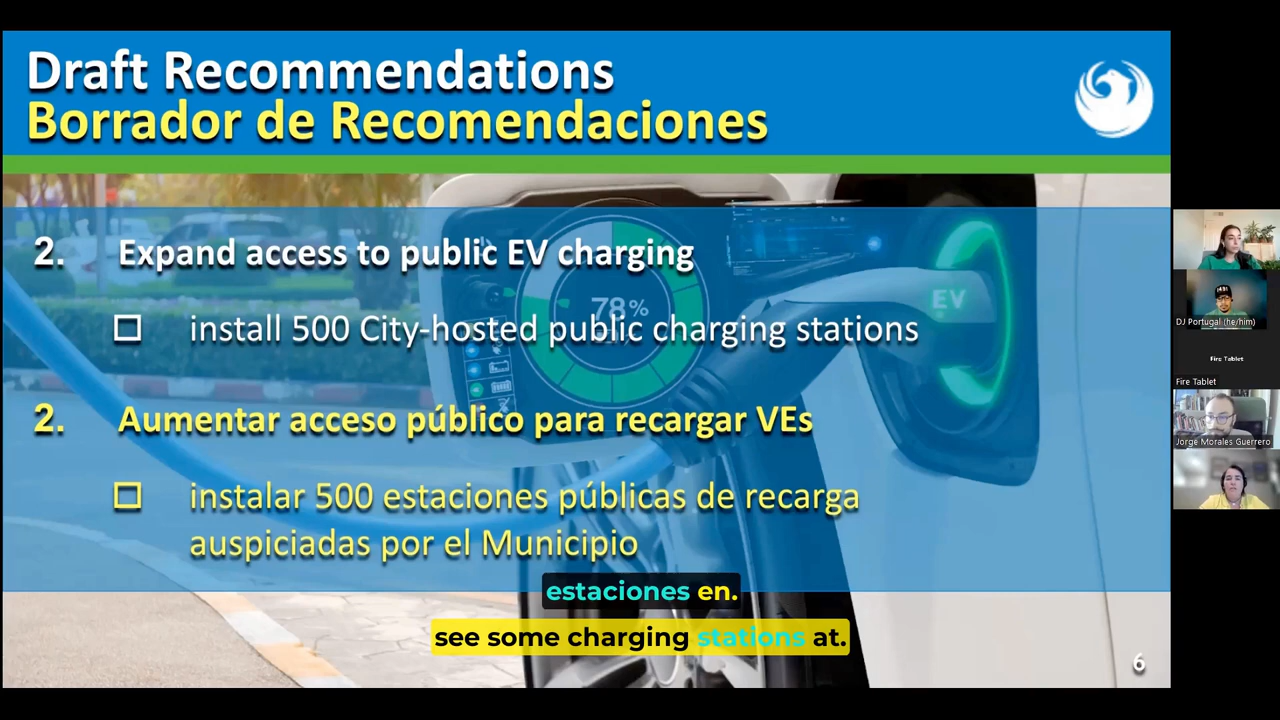 Draft Recommendations
Borrador de Recomendaciones
2. Expand access to public EV charging
78%
EV
install 500 City-hosted public charging stations
DJ Portugal (he/him)
Fire Tablet
Fire Tablet
2. Aumentar acceso público para recargar VEs
Jorge Morales Guerrero
instalar 500 estaciones públicas de recarga
auspiciadas por el Municipio
estaciones en.
see some charging stations at.
6